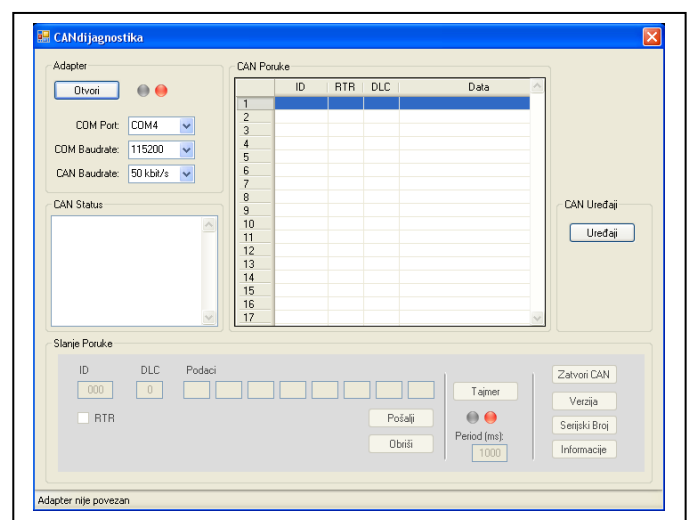 CANdijagnostika
Adapter
Otvori
COM Port: COM4
COM Baudrate: 115200
CAN Baudrate: 50 kbit/s
CAN Status
CAN Poruke
ID RTR DLC Data
1
2
3
4
5
6
7
8
9
10
11
12
13
14
15
16
17
CAN Uređaji
Uređaji
Slanje Poruke
ID DLC Podaci
000 0
RTR
Pošalji
Obriši
Tajmer
Period (ms):
1000
Zatvori CAN
Verzija
Serijski Broj
Informacije
Adapter nije povezan